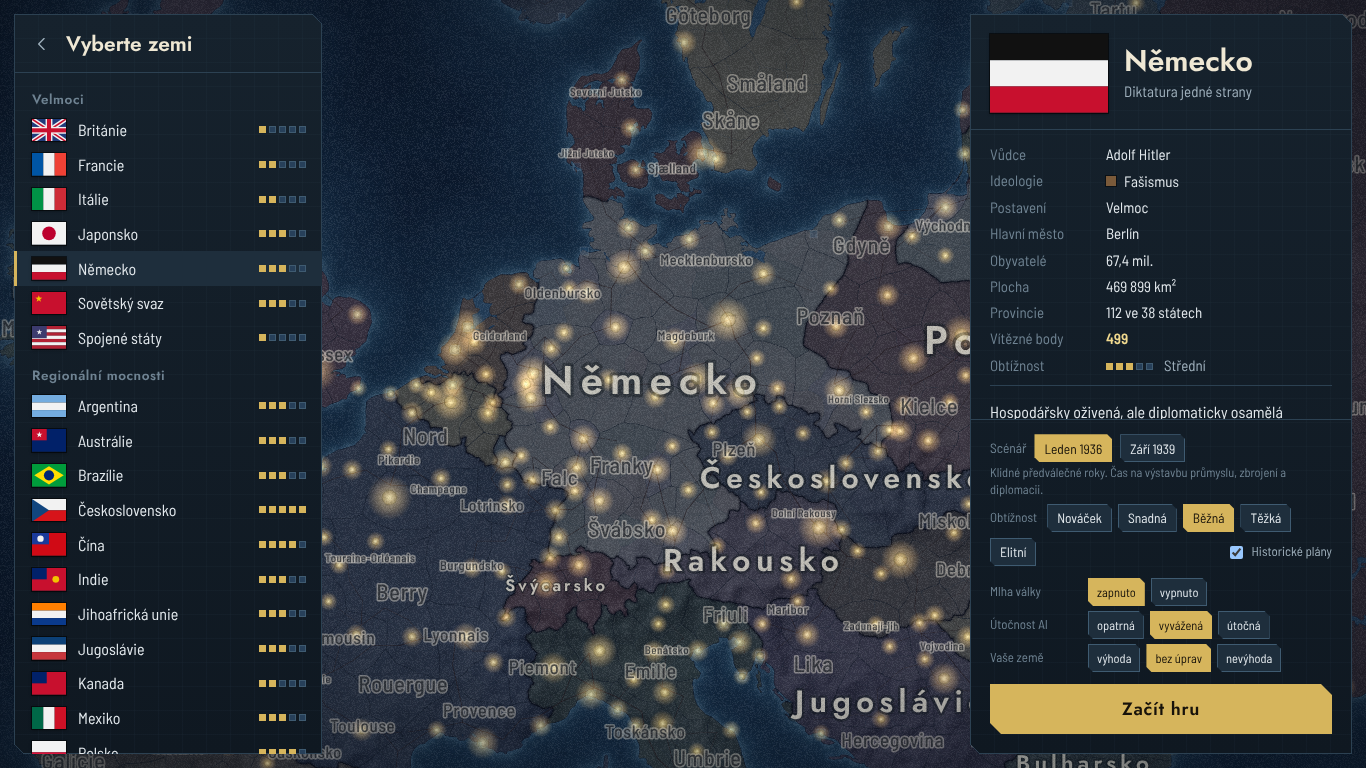 Vyberte zemi
Velmoci
Británie
Francie
Itálie
Japonsko
Německo
Sovětský svaz
Spojené státy
Regionální mocnosti
Argentina
Austrálie
Brazílie
Československo
Čína
Indie
Jihoafrická unie
Jugoslávie
Kanada
Mexiko
Polsko
Göteborg
Tartu
Småland
Severní Jutsko
Skåne
Jižní Jutsko
Sjælland
Gdyně
Mecklenbursko
Oldenbursko
Poznaň
Gelderland
Magdeburk
Německo
Horní Slezsko
Kielce
Nord
Plzeň
Pikardie
Franky
Falc
Československo
Champagne
Lotrinsko
Dolní Rakousy
Švábsko
Touraine-Orléanais
Burgundsko
Rakousko
Švýcarsko
Berry
Friuli
Maribor
Lyonnais
Zadunají-jih
Benátsko
Vojvodina
Piemont
Emilie
Lika
Rouergue
Provence
Jugoslávie
Toulouse
Toskánsko
Hercegovina
Umbrie
Galicie
Bulharsko
Německo
Diktatura jedné strany
Vůdce Adolf Hitler
Ideologie Fašismus
Postavení Velmoc
Hlavní město Berlín
Obyvatelé 67,4 mil.
Plocha 469 899 km²
Provincie 112 ve 38 státech
Vítězné body 499
Obtížnost Střední
Hospodářsky oživená, ale diplomaticky osamělá
Scénář Leden 1936 Září 1939
Klidné předválečné roky. Čas na výstavbu průmyslu, zbrojení a
diplomacii.
Obtížnost Nováček Snadná Běžná Těžká
Elitní Historické plány
Mlha války zapnuto vypnuto
Útočnost AI opatrná vyvážená útočná
Vaše země výhoda bez úprav nevýhoda
Začít hru